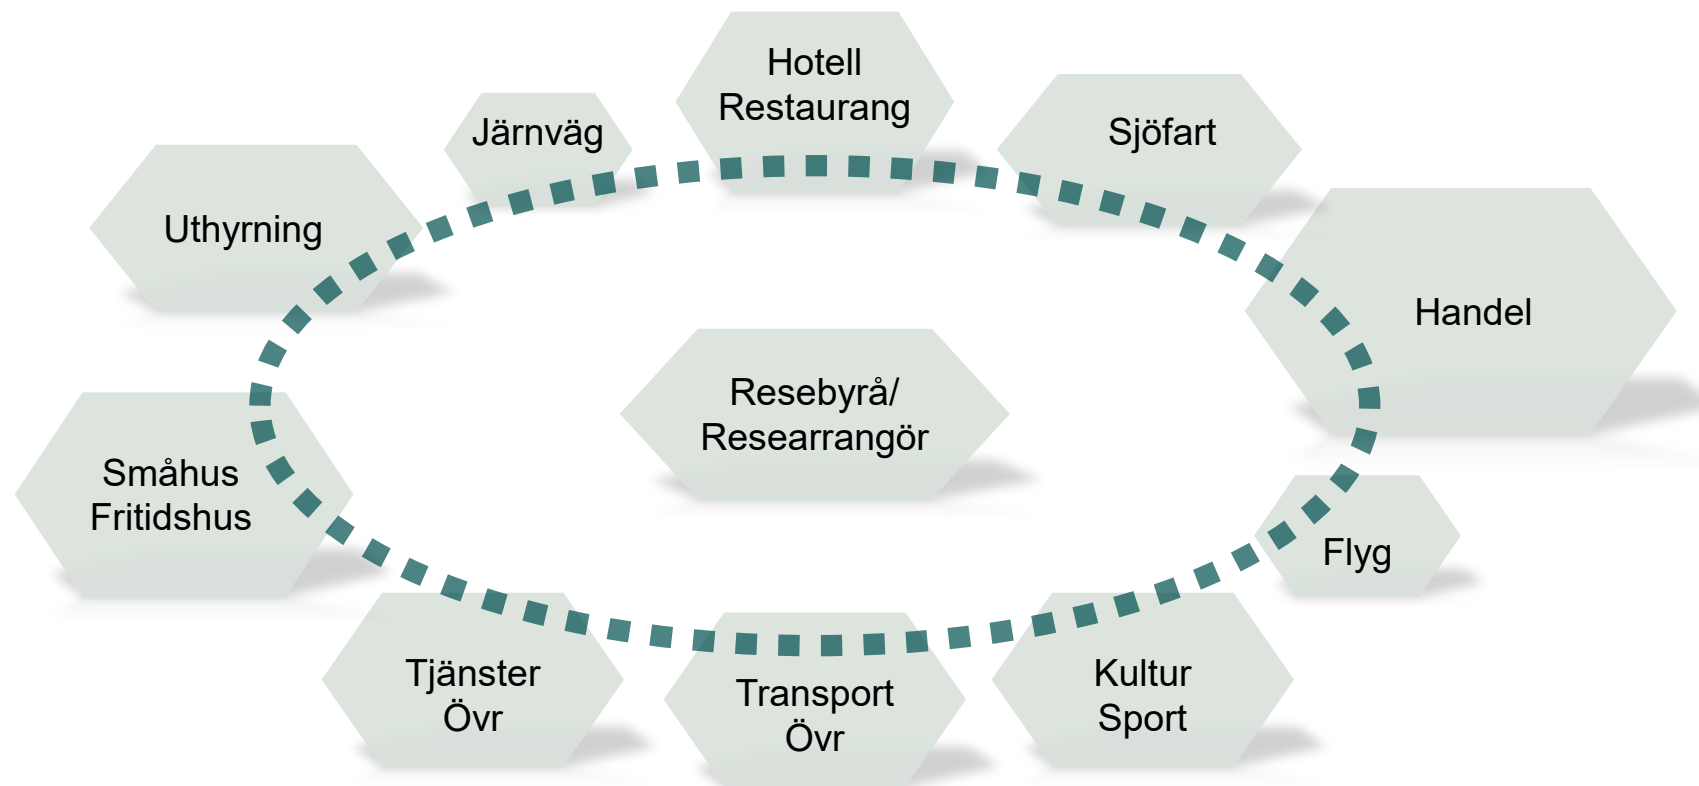 Hotell
Restaurang
Järnväg
Sjöfart
Uthyrning
Handel
Resebyrå/
Researrangör
Småhus
Fritidshus
Flyg
Tjänster
Övr
Transport
Övr
Kultur
Sport